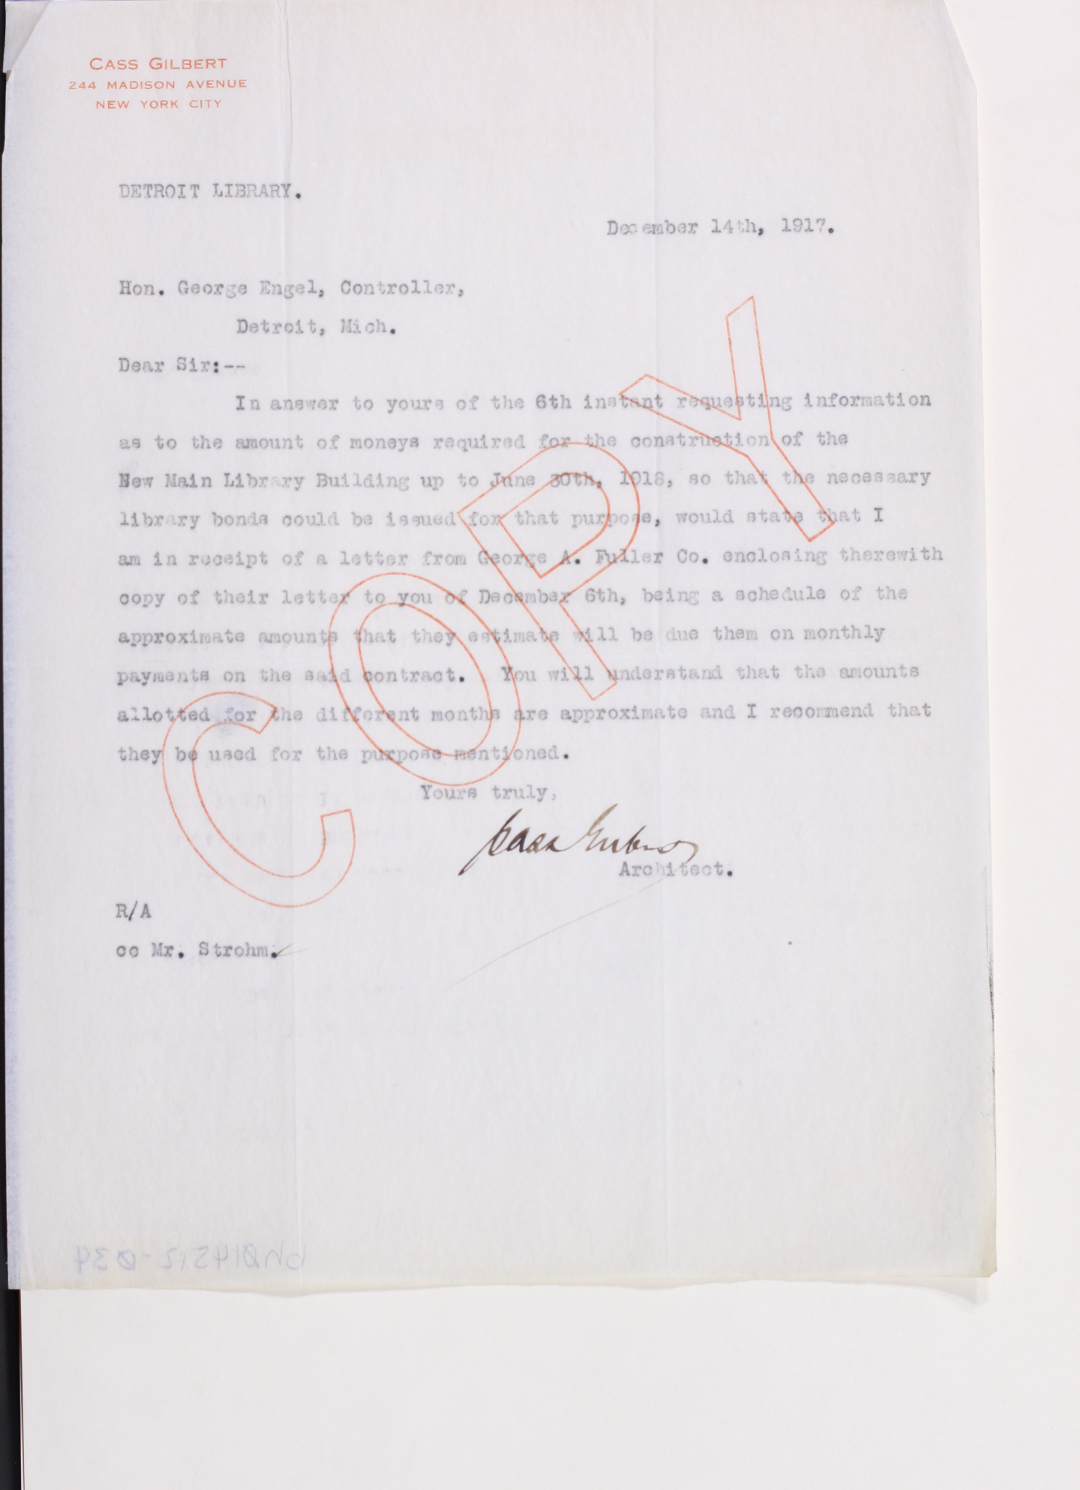 CASS GILBERT
244 MADISON AVENUE
NEW YORK CITY
DETROIT LIBRARY.
December 14th, 1917.
Hon. George Engel, Controller,
Detroit, Mich.
Dear Sir:--
In answer to yours of the 6th instant requesting information
as to the amount of moneys required for the construction of the
New Main Library Building up to June 30th, 1918, so that the necessary
library bonds could be issued for that purpose, would state that I
am in receipt of a letter from George A. Fuller Co. enclosing therewith
copy of their letter to you of December 6th, being a schedule of the
approximate amounts that they estimate will be due them on monthly
payments on the said contract. You will understand that the amounts
allotted for the different months are approximate and I recommend that
they be used for the purpose mentioned.
Yours truly,
Cass Gilbert
Architect.
R/A
cc Mr. Strohm.
COPY